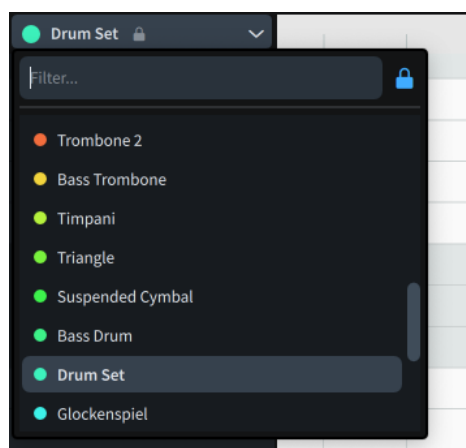 Drum Set
Filter...
Trombone 2
Bass Trombone
Timpani
Triangle
Suspended Cymbal
Bass Drum
Drum Set
Glockenspiel